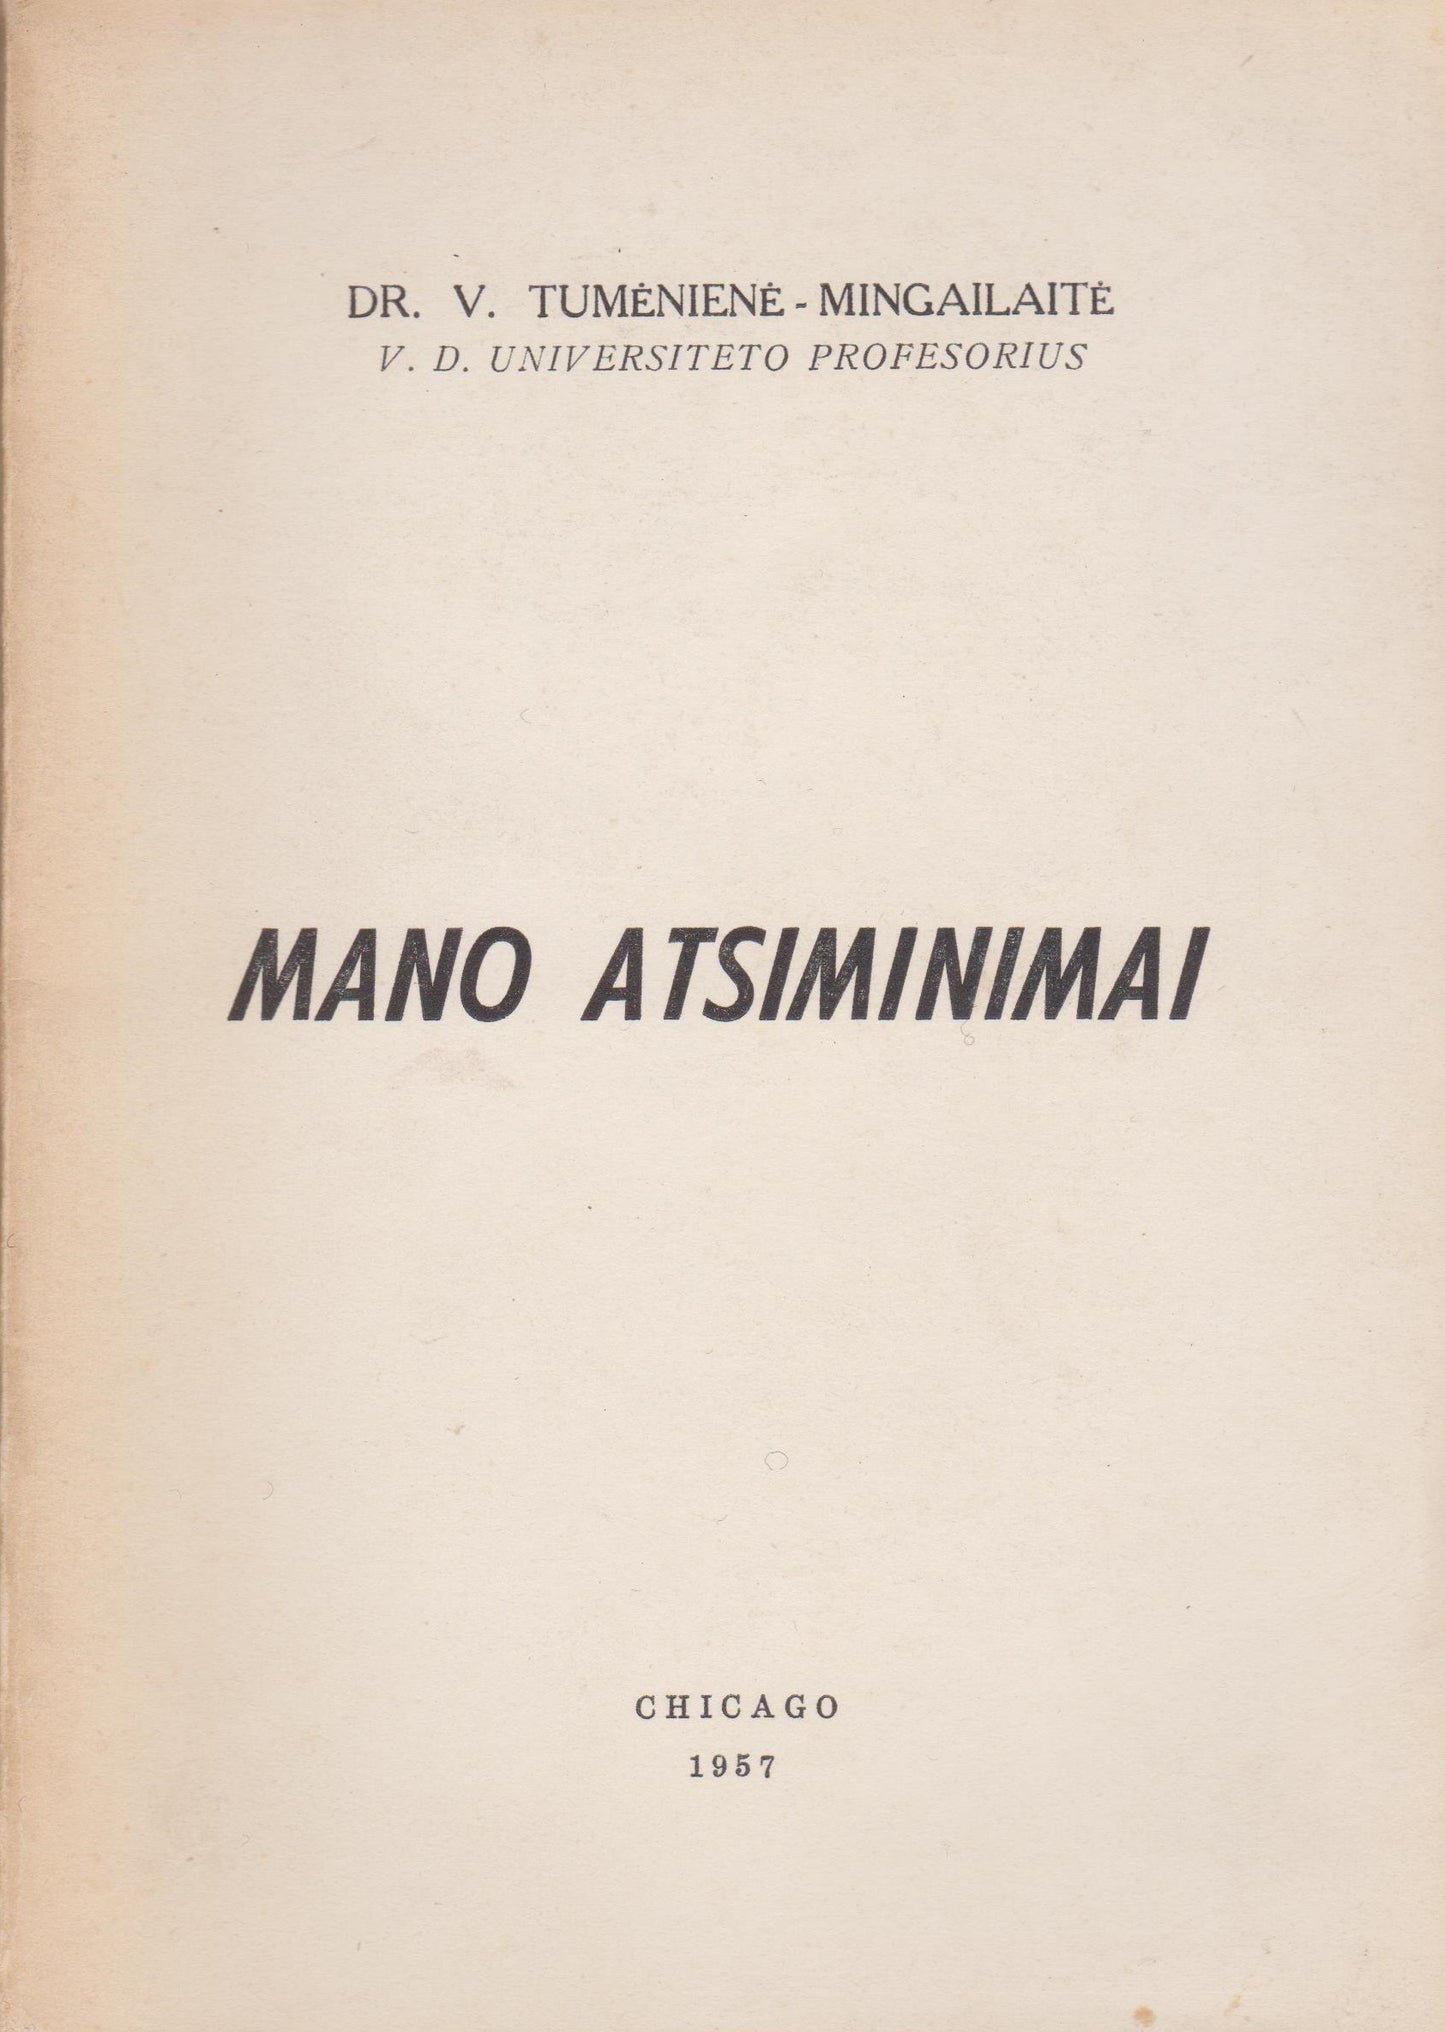 DR. V. TUMĖNIENĖ - MINGAILAITĖ
V. D. UNIVERSITETO PROFESORIUS
MANO ATSIMINIMAI
CHICAGO
1957